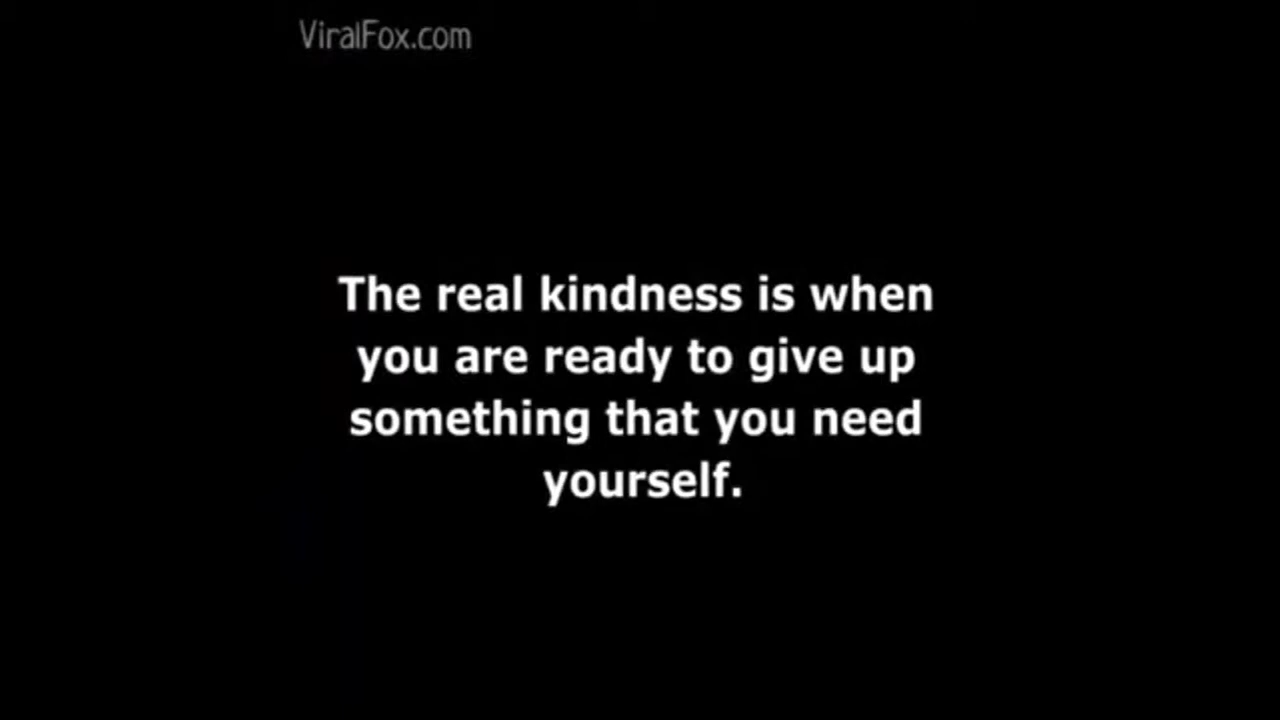 ViralFox.com
The real kindness is when
you are ready to give up
something that you need
yourself.